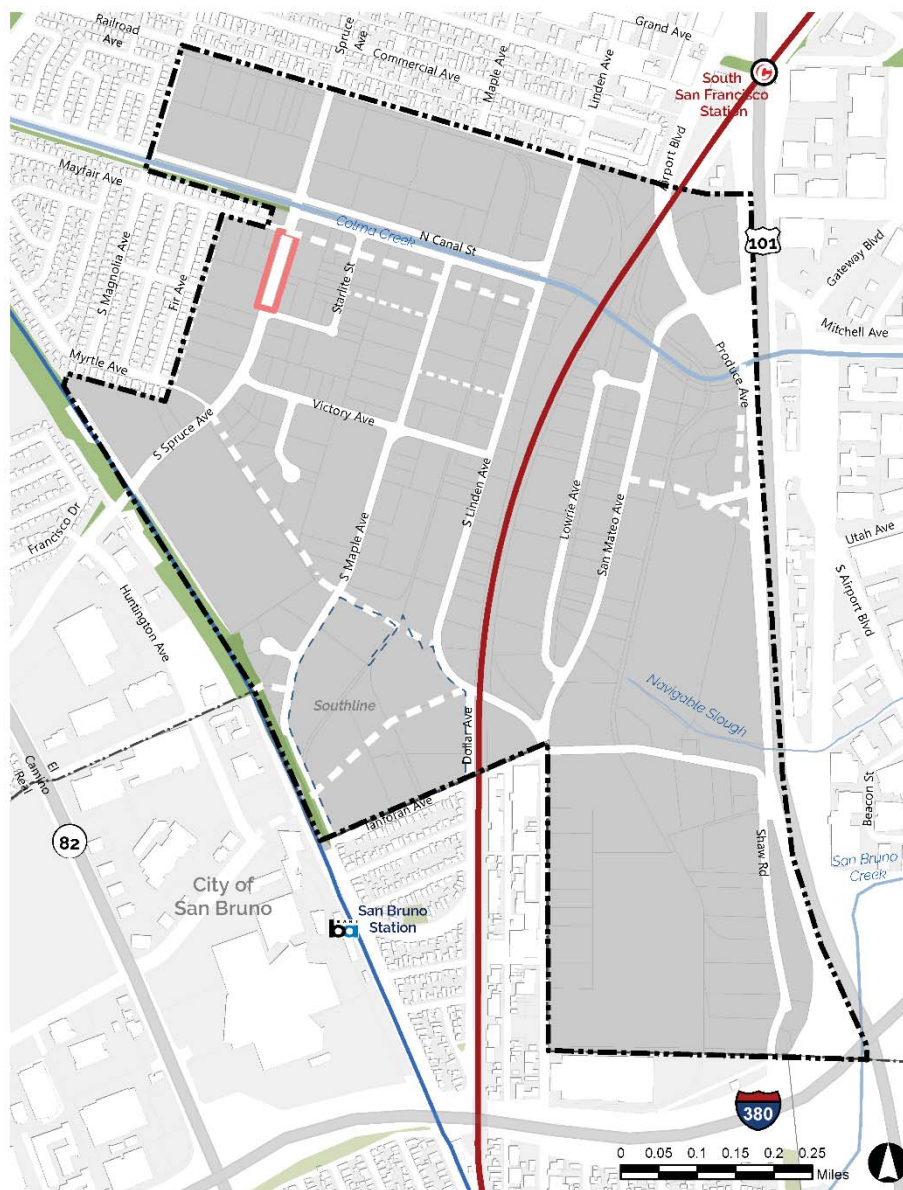 Railroad
Ave
Spruce
Ave
Commercial Ave
Maple Ave
Grand Ave
Linden Ave
Airport Blvd
South
San Francisco
Station
101
Gateway Blvd
Mitchell Ave
Mayfair Ave
S Magnolia Ave
Fir Ave
Colma Creek
N Canal St
Starlite St
Myrtle Ave
Produce Ave
Victory Ave
S Spruce Ave
S Linden Ave
Lowrie Ave
San Mateo Ave
S Maple Ave
Francisco Dr
Huntington Ave
Utah Ave
S Airport Blvd
Navigable Slough
Southline
Dollar Ave
Tanforan Ave
El
Camino
Real
82
Beacon St
Shaw Rd
San Bruno
Creek
City of
San Bruno
BART
ba
San Bruno
Station
380
0 0.05 0.1 0.15 0.2 0.25
Miles